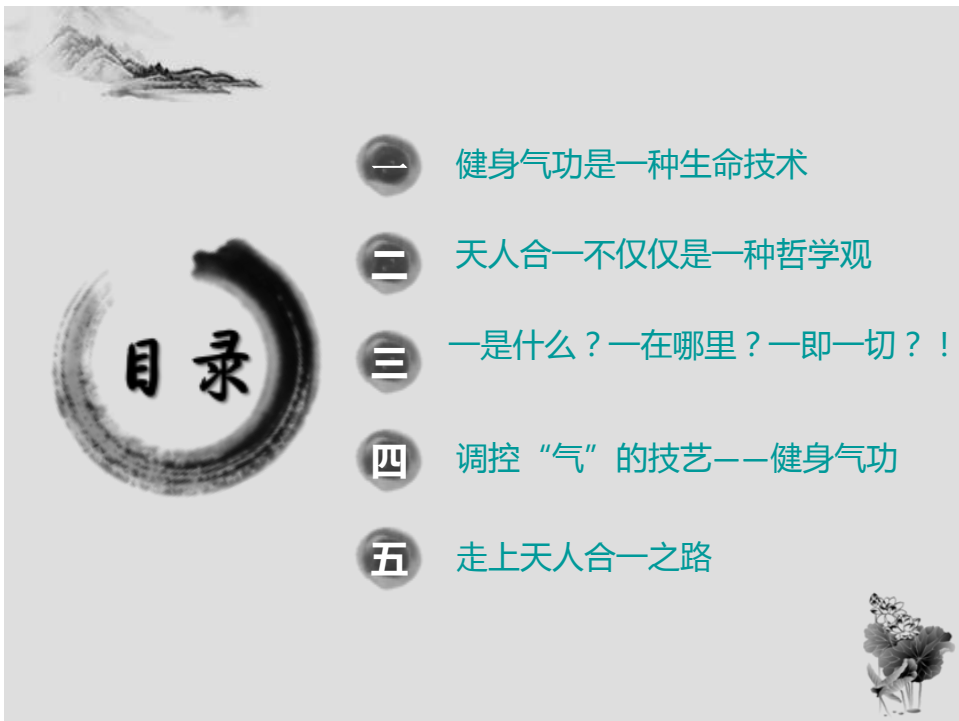 目录
一 健身气功是一种生命技术
二 天人合一不仅仅是一种哲学观
三 一是什么？一在哪里？一即一切？！
四 调控“气”的技艺——健身气功
五 走上天人合一之路